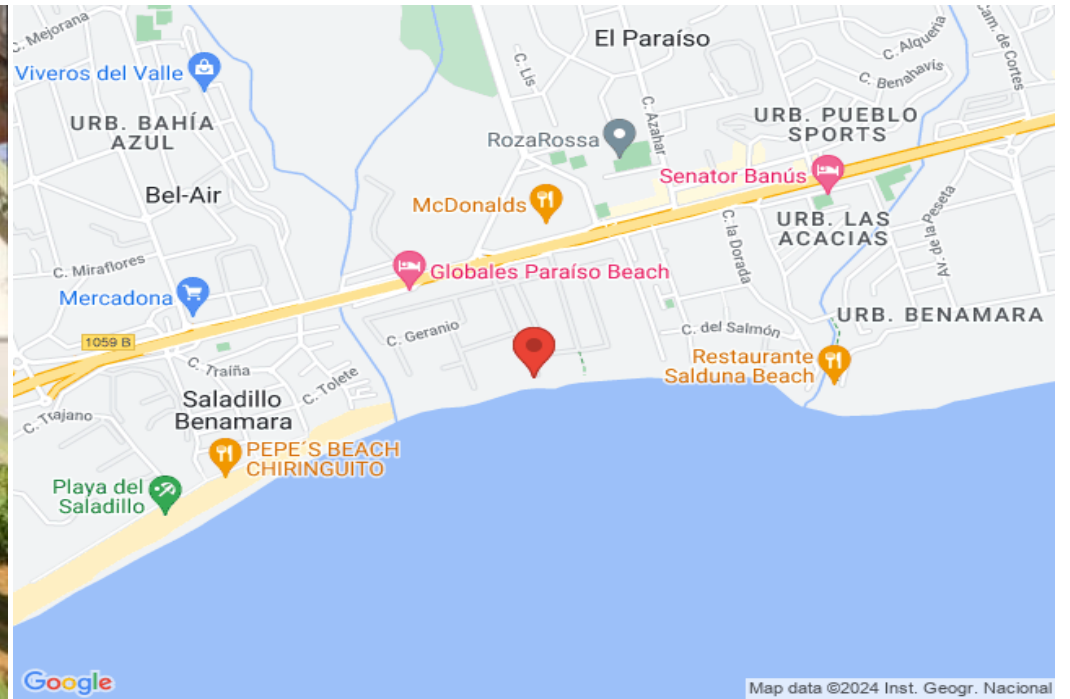 C. Mejorana
El Paraíso
C. Alquería
Cam. de Cortes
Viveros del Valle
C. Lis
C. Benahavís
C. Azahar
URB. BAHÍA
AZUL
URB. PUEBLO
SPORTS
RozaRossa
Senator Banús
Bel-Air
McDonalds
URB. LAS
ACACIAS
Av. de la Peseta
C. la Dorada
C. Miraflores
Globales Paraíso Beach
Mercadona
URB. BENAMARA
C. Geranio
C. del Salmón
1059 B
Restaurante
Salduna Beach
C. Traíña
C. Tolete
Saladillo
Benamara
C. Trajano
PEPE´S BEACH
CHIRINGUITO
Playa del
Saladillo
Google
Map data ©2024 Inst. Geogr. Nacional